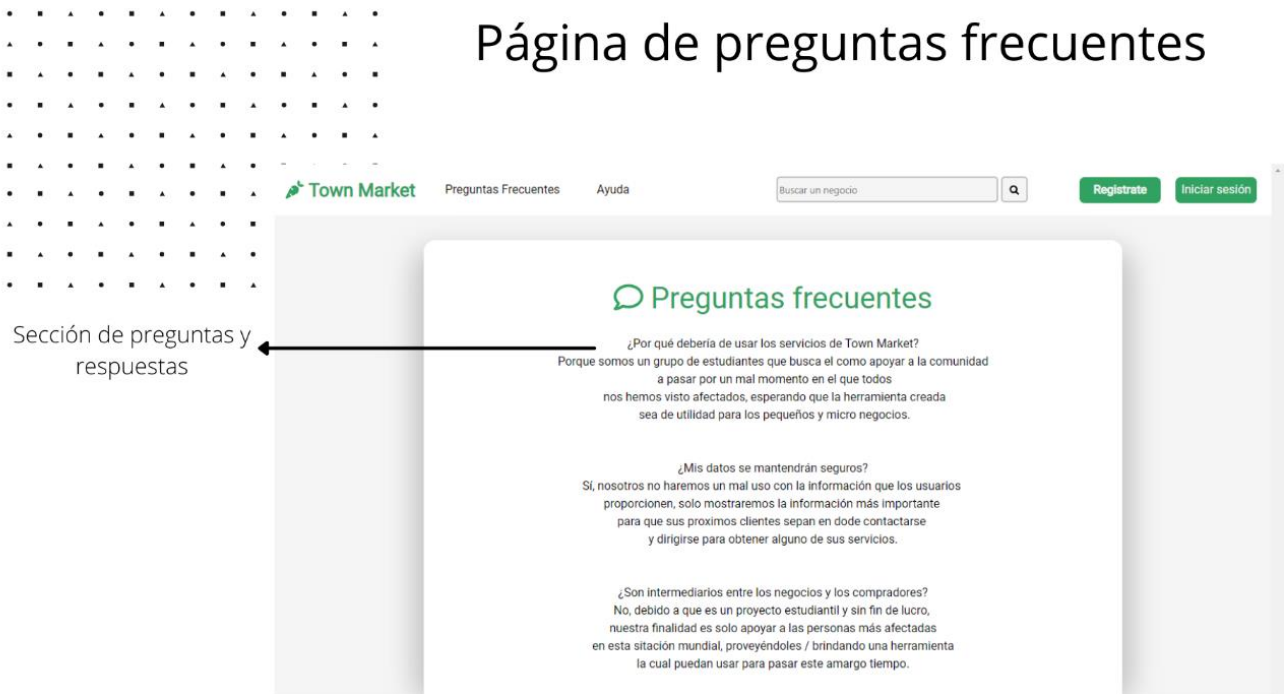 Página de preguntas frecuentes
Town Market
Preguntas Frecuentes
Ayuda
Buscar un negocio
Registrate
Iniciar sesión
Sección de preguntas y
respuestas
Preguntas frecuentes
¿Por qué debería de usar los servicios de Town Market?
Porque somos un grupo de estudiantes que busca el como apoyar a la comunidad
a pasar por un mal momento en el que todos
nos hemos visto afectados, esperando que la herramienta creada
sea de utilidad para los pequeños y micro negocios.
¿Mis datos se mantendrán seguros?
Sí, nosotros no haremos un mal uso con la información que los usuarios
proporcionen, solo mostraremos la información más importante
para que sus proximos clientes sepan en dode contactarse
y dirigirse para obtener alguno de sus servicios.
¿Son intermediarios entre los negocios y los compradores?
No, debido a que es un proyecto estudiantil y sin fin de lucro,
nuestra finalidad es solo apoyar a las personas más afectadas
en esta sitación mundial, proveyéndoles / brindando una herramienta
la cual puedan usar para pasar este amargo tiempo.